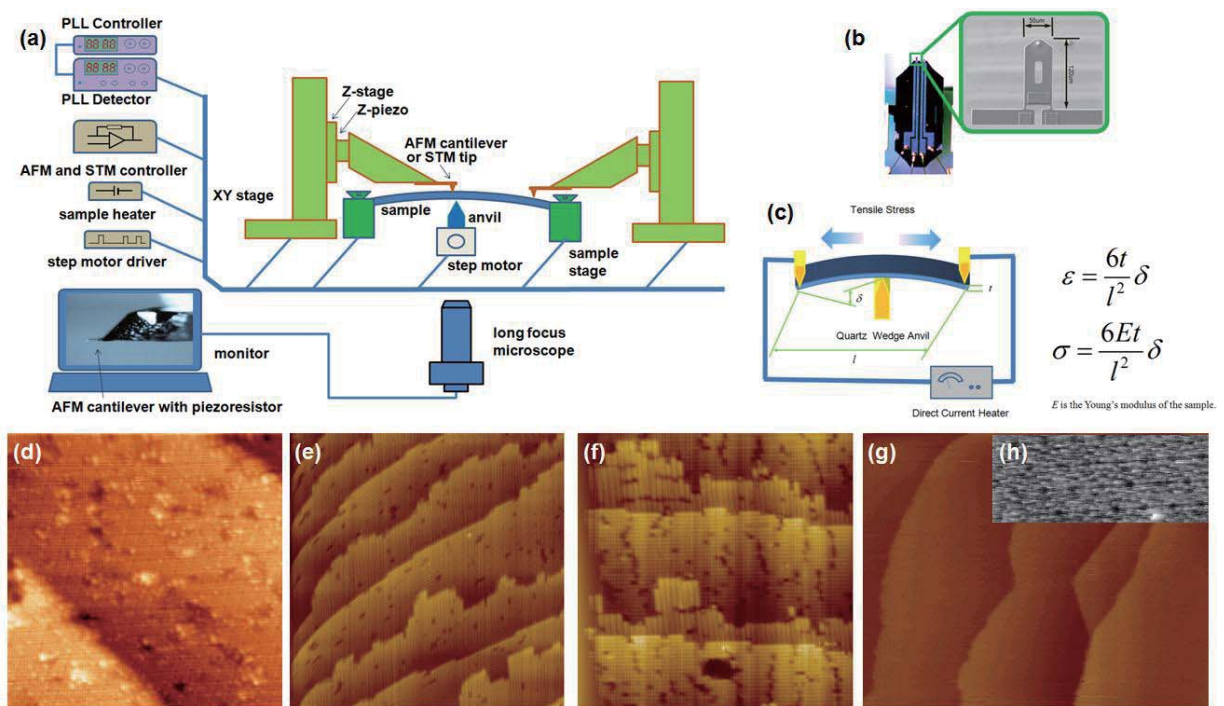 (a)
PLL Controller
PLL Detector
AFM and STM controller
sample heater
step motor driver
XY stage
Z-stage
Z-piezo
AFM cantilever
or STM tip
sample
anvil
step motor
sample
stage
monitor
long focus
microscope
AFM cantilever with piezoresistor
(b)
50um
120um
(c)
Tensile Stress
δ
t
Quartz Wedge Anvil
l
Direct Current Heater
ε = 6t/l² δ
σ = 6Et/l² δ
E is the Young's modulus of the sample.
(d)
(e)
(f)
(g)
(h)